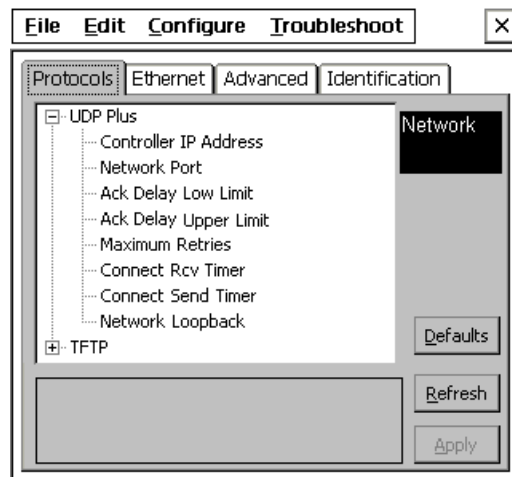 File Edit Configure Troubleshoot
Protocols Ethernet Advanced Identification
UDP Plus
Controller IP Address
Network Port
Ack Delay Low Limit
Ack Delay Upper Limit
Maximum Retries
Connect Rcv Timer
Connect Send Timer
Network Loopback
TFTP
Network
Defaults
Refresh
Apply